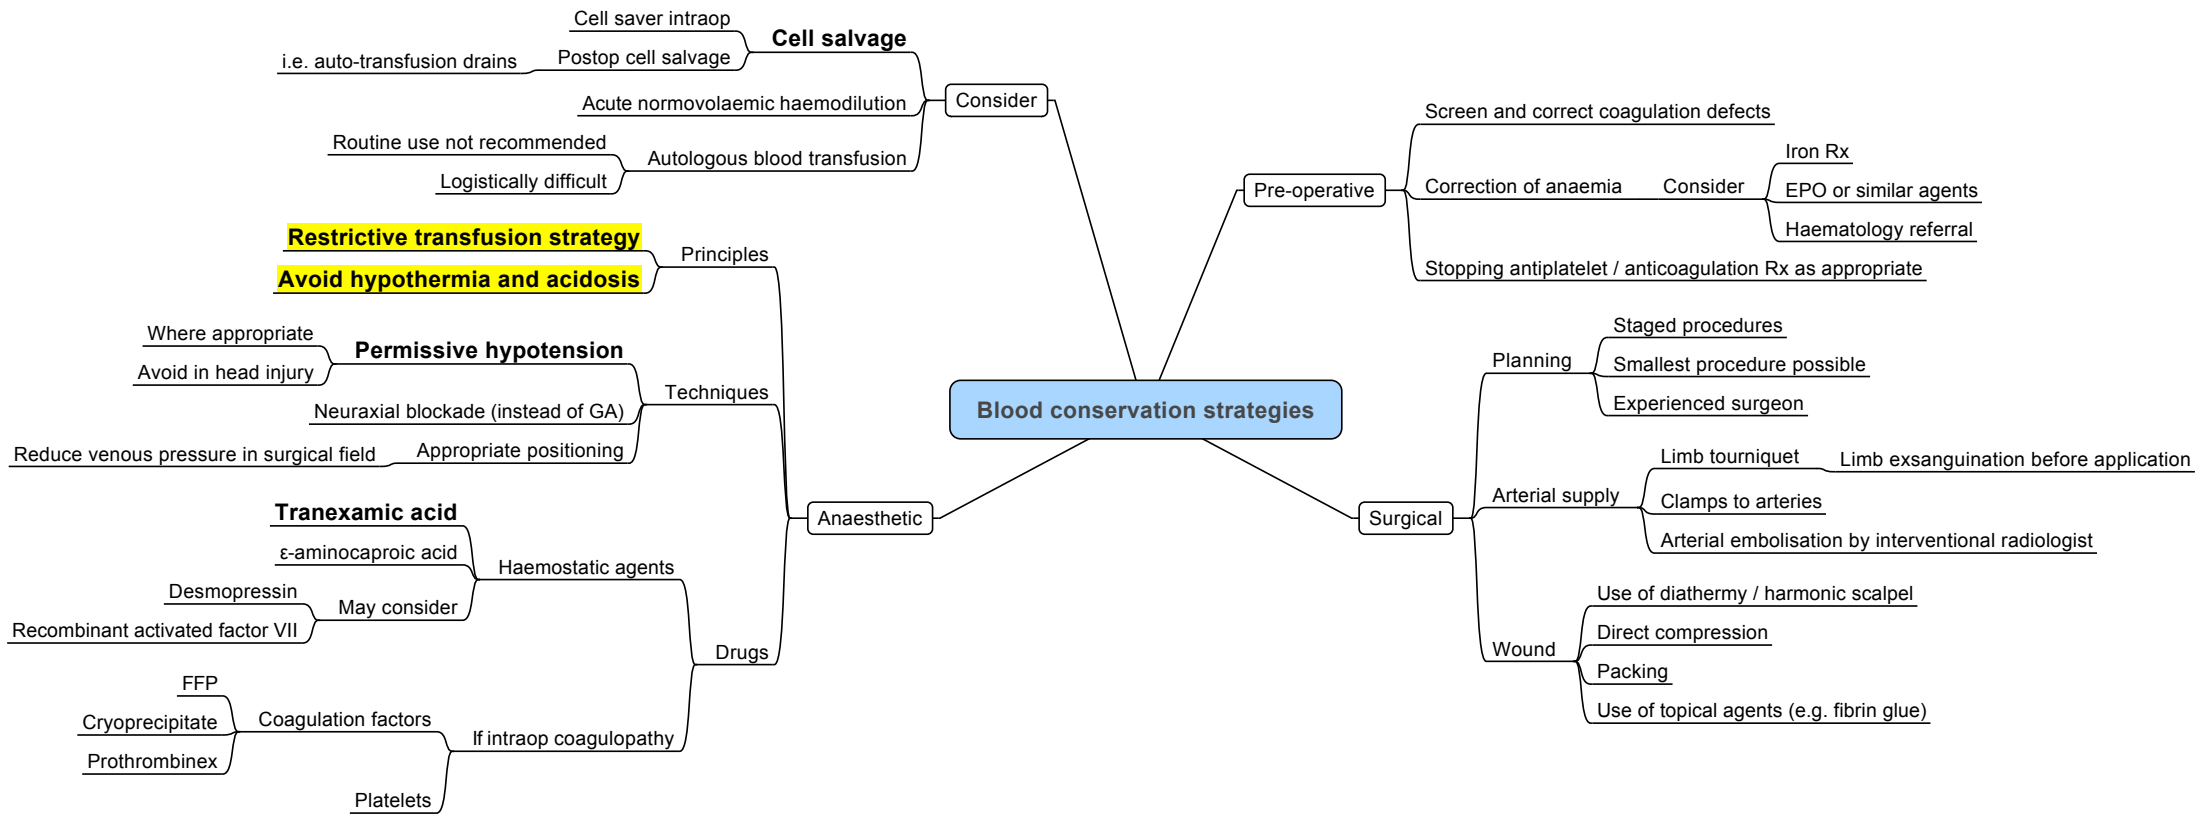 Blood conservation strategies
Pre-operative
Screen and correct coagulation defects
Correction of anaemia
Consider
Iron Rx
EPO or similar agents
Haematology referral
Stopping antiplatelet / anticoagulation Rx as appropriate
Surgical
Planning
Staged procedures
Smallest procedure possible
Experienced surgeon
Arterial supply
Limb tourniquet
Limb exsanguination before application
Clamps to arteries
Arterial embolisation by interventional radiologist
Wound
Use of diathermy / harmonic scalpel
Direct compression
Packing
Use of topical agents (e.g. fibrin glue)
Consider
Cell salvage
Cell saver intraop
Postop cell salvage
i.e. auto-transfusion drains
Acute normovolaemic haemodilution
Autologous blood transfusion
Routine use not recommended
Logistically difficult
Anaesthetic
Principles
Restrictive transfusion strategy
Avoid hypothermia and acidosis
Techniques
Permissive hypotension
Where appropriate
Avoid in head injury
Neuraxial blockade (instead of GA)
Appropriate positioning
Reduce venous pressure in surgical field
Drugs
Haemostatic agents
Tranexamic acid
ε-aminocaproic acid
May consider
Desmopressin
Recombinant activated factor VII
If intraop coagulopathy
Coagulation factors
FFP
Cryoprecipitate
Prothrombinex
Platelets